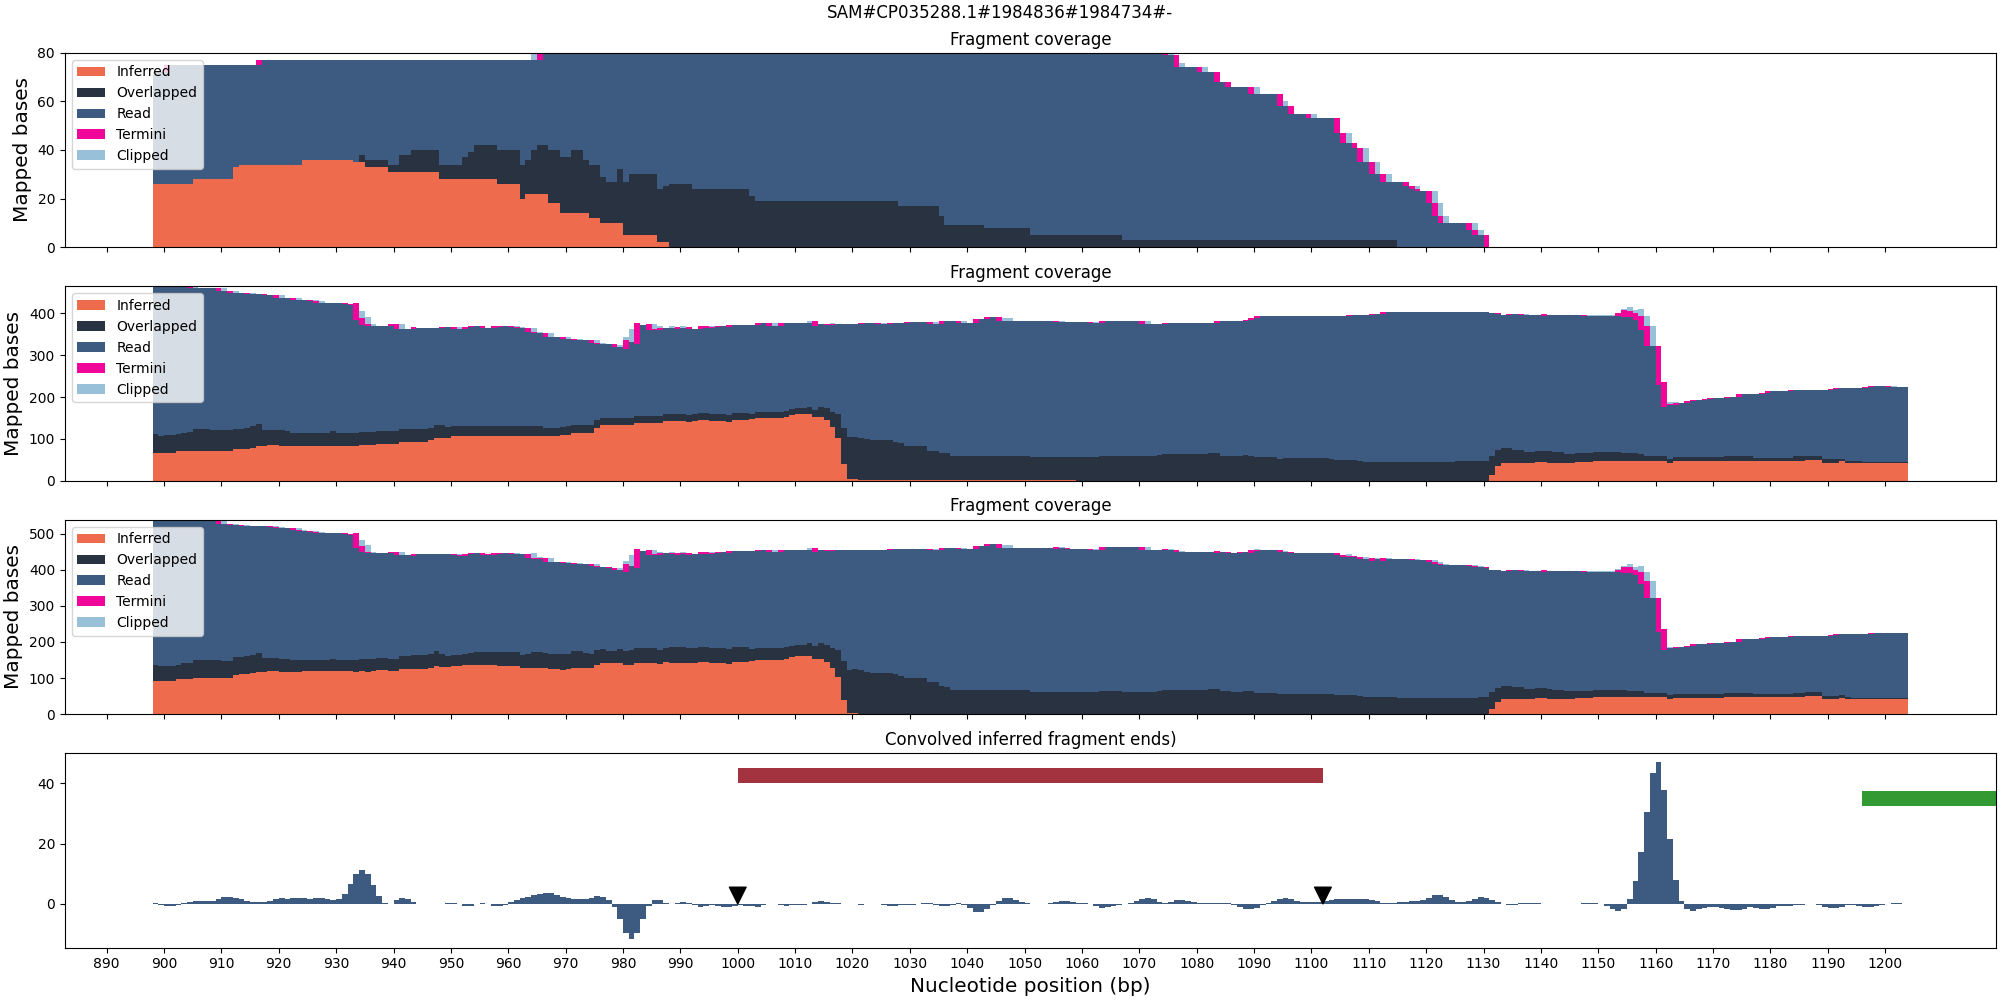 SAM#CP035288.1#1984836#1984734#-
Fragment coverage
Mapped bases
80
60
40
20
0
Inferred
Overlapped
Read
Termini
Clipped
Fragment coverage
Mapped bases
400
300
200
100
0
Inferred
Overlapped
Read
Termini
Clipped
Fragment coverage
Mapped bases
500
400
300
200
100
0
Inferred
Overlapped
Read
Termini
Clipped
Convolved inferred fragment ends)
40
20
0
890 900 910 920 930 940 950 960 970 980 990 1000 1010 1020 1030 1040 1050 1060 1070 1080 1090 1100 1110 1120 1130 1140 1150 1160 1170 1180 1190 1200
Nucleotide position (bp)